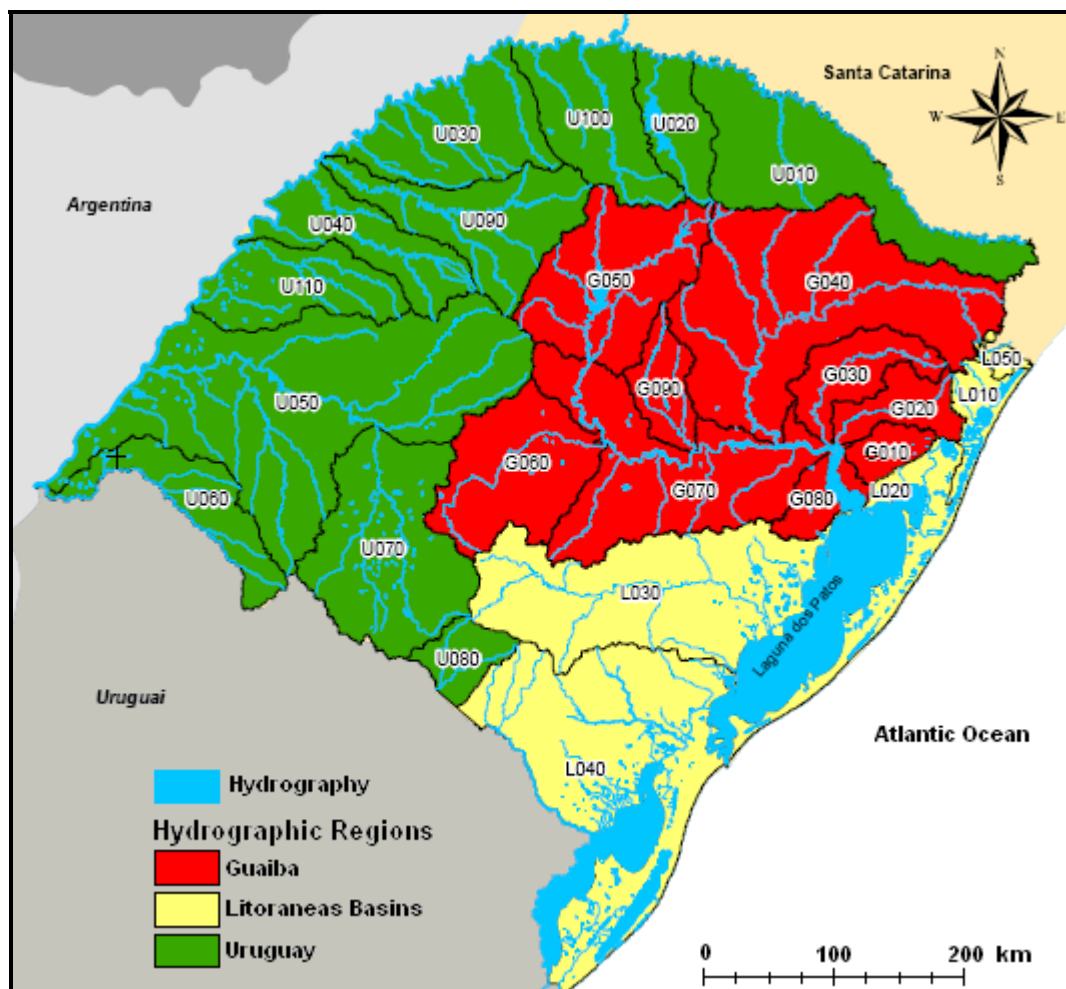 Santa Catarina
N
W
L
S
Argentina
U030
U100
U020
U010
U040
U090
U110
G050
G040
U050
G090
G030
L050
L010
G020
G010
U060
G060
G070
G080
L020
U070
L030
Laguna dos Patos
U080
Uruguai
Atlantic Ocean
L040
Hydrography
Hydrographic Regions
Guaiba
Litoraneas Basins
Uruguay
0 100 200 km